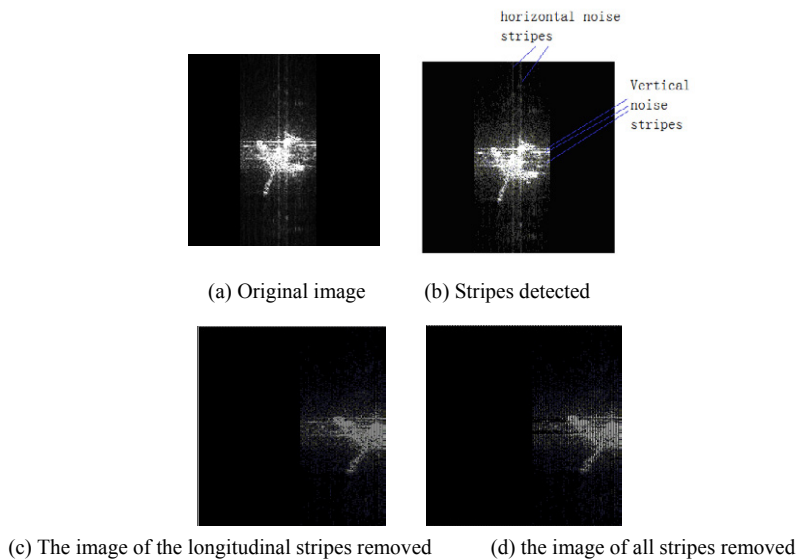 horizontal noise
stripes
Vertical
noise
stripes
(a) Original image
(b) Stripes detected
(c) The image of the longitudinal stripes removed
(d) the image of all stripes removed